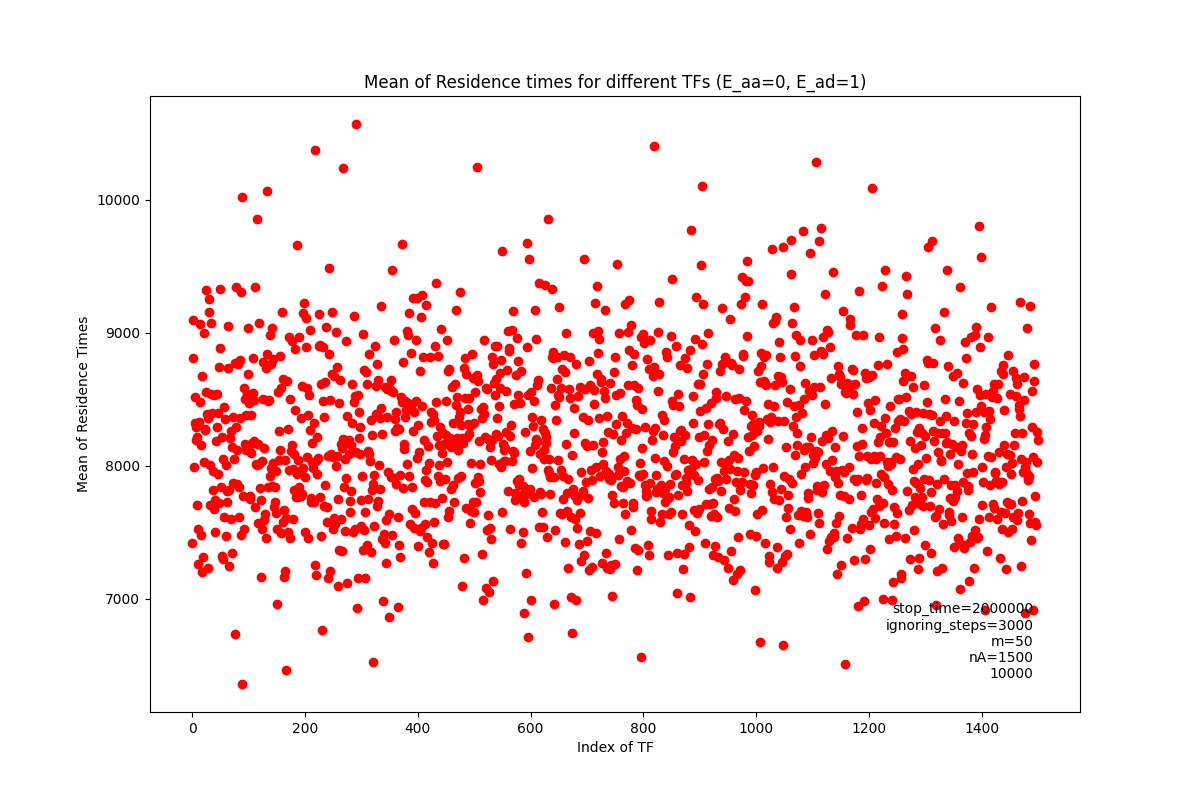 Mean of Residence times for different TFs (E_aa=0, E_ad=1)
Mean of Residence Times
10000
9000
8000
7000
stop_time=2000000
ignoring_steps=3000
m=50
nA=1500
10000
0 200 400 600 800 1000 1200 1400
Index of TF